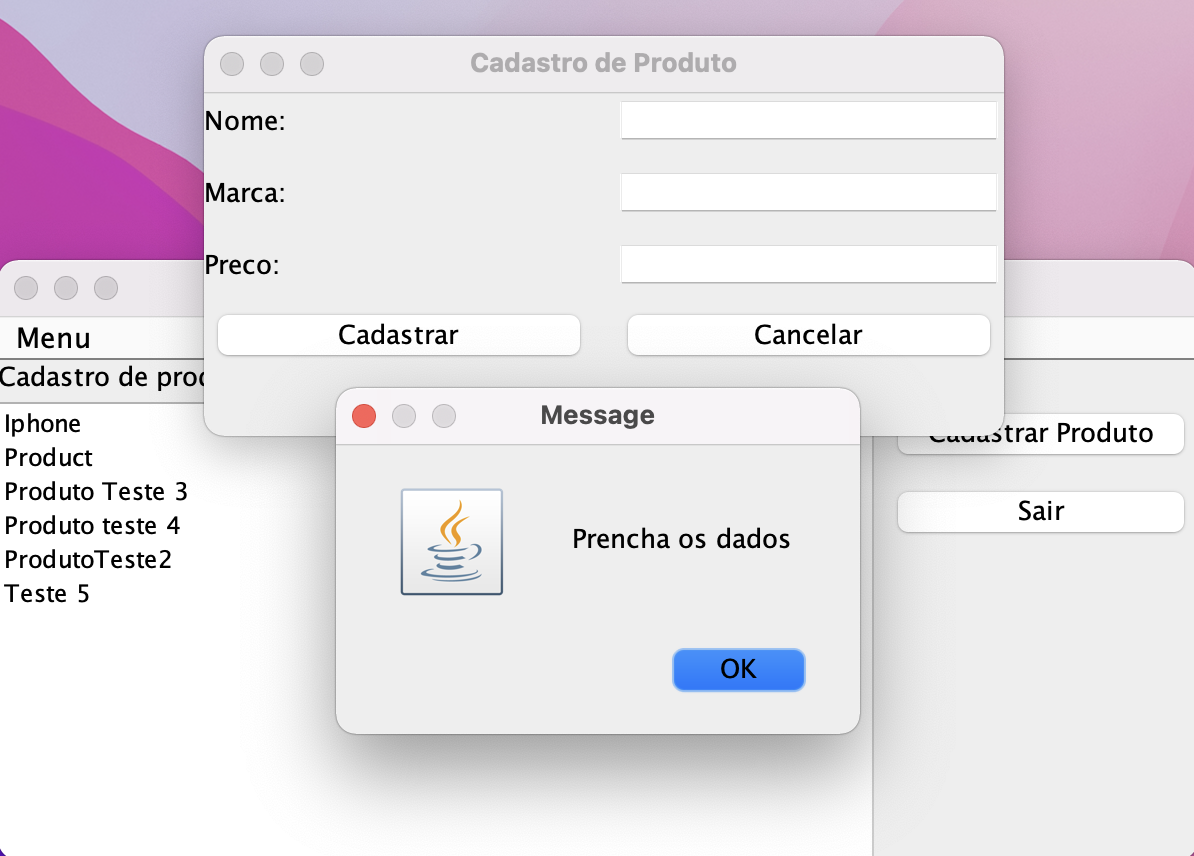 Cadastro de Produto
Nome:
Marca:
Preco:
Cadastrar Cancelar
Menu
Cadastro de prod
Iphone
Product
Produto Teste 3
Produto teste 4
ProdutoTeste2
Teste 5
Cadastrar Produto
Sair
Message
Prencha os dados
OK